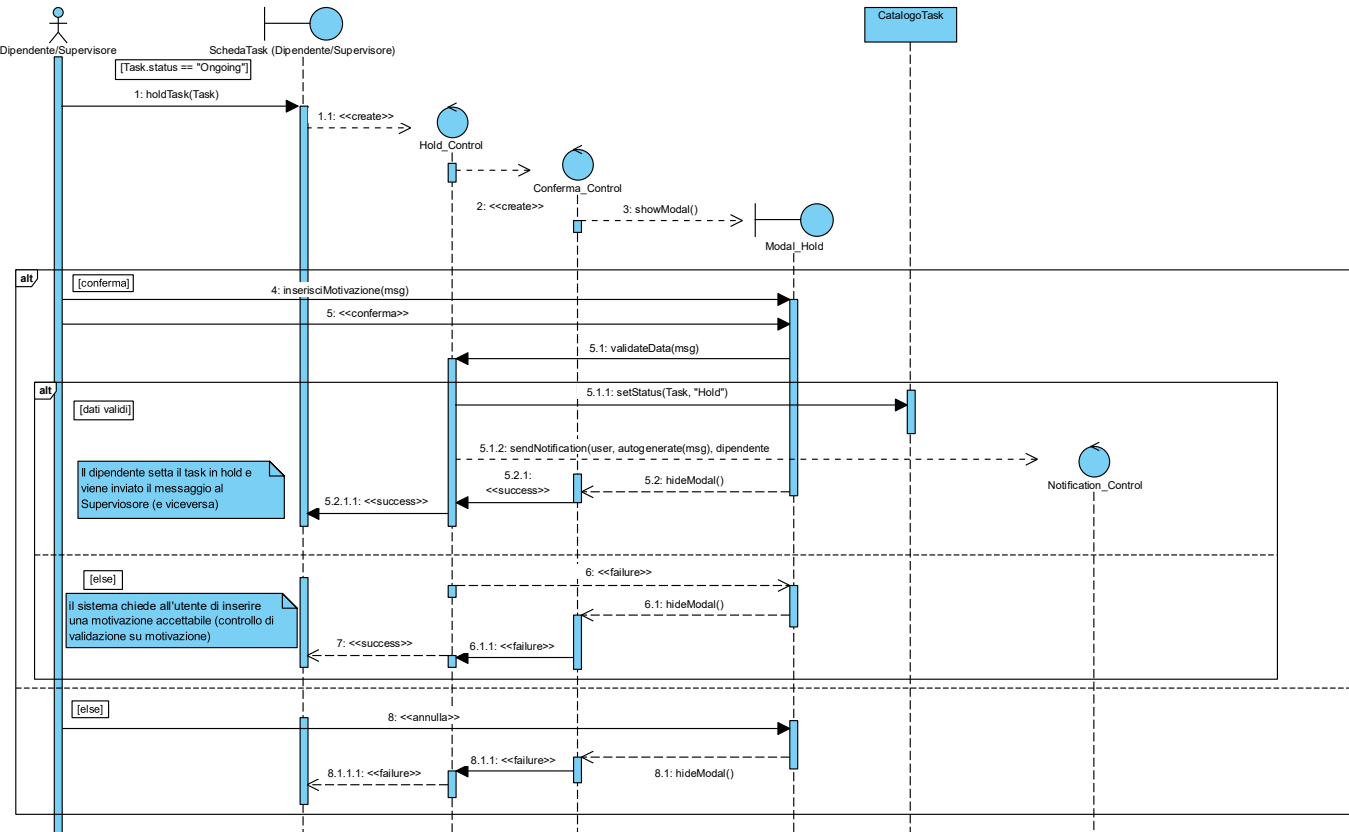 CatalogoTask
Dipendente/Supervisore
SchedaTask (Dipendente/Supervisore)
[Task.status == "Ongoing"]
1: holdTask(Task)
1.1: <<create>>
Hold_Control
2: <<create>>
Conferma_Control
3: showModal()
Modal_Hold
alt
[conferma]
4: inserisciMotivazione(msg)
5: <<conferma>>
5.1: validateData(msg)
alt
[dati validi]
5.1.1: setStatus(Task, "Hold")
5.1.2: sendNotification(user, autogenerate(msg), dipendente
Notification_Control
Il dipendente setta il task in hold e
viene inviato il messaggio al
Superviosore (e viceversa)
5.2: hideModal()
5.2.1:
<<success>>
5.2.1.1: <<success>>
[else]
6: <<failure>>
il sistema chiede all'utente di inserire
una motivazione accettabile (controllo di
validazione su motivazione)
6.1: hideModal()
6.1.1: <<failure>>
7: <<success>>
[else]
8: <<annulla>>
8.1: hideModal()
8.1.1: <<failure>>
8.1.1.1: <<failure>>